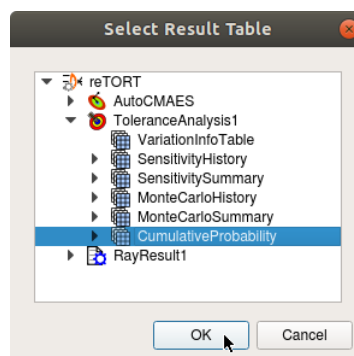 Select Result Table
reTORT
AutoCMAES
ToleranceAnalysis1
VariationInfoTable
SensitivityHistory
SensitivitySummary
MonteCarloHistory
MonteCarloSummary
CumulativeProbability
RayResult1
OK Cancel